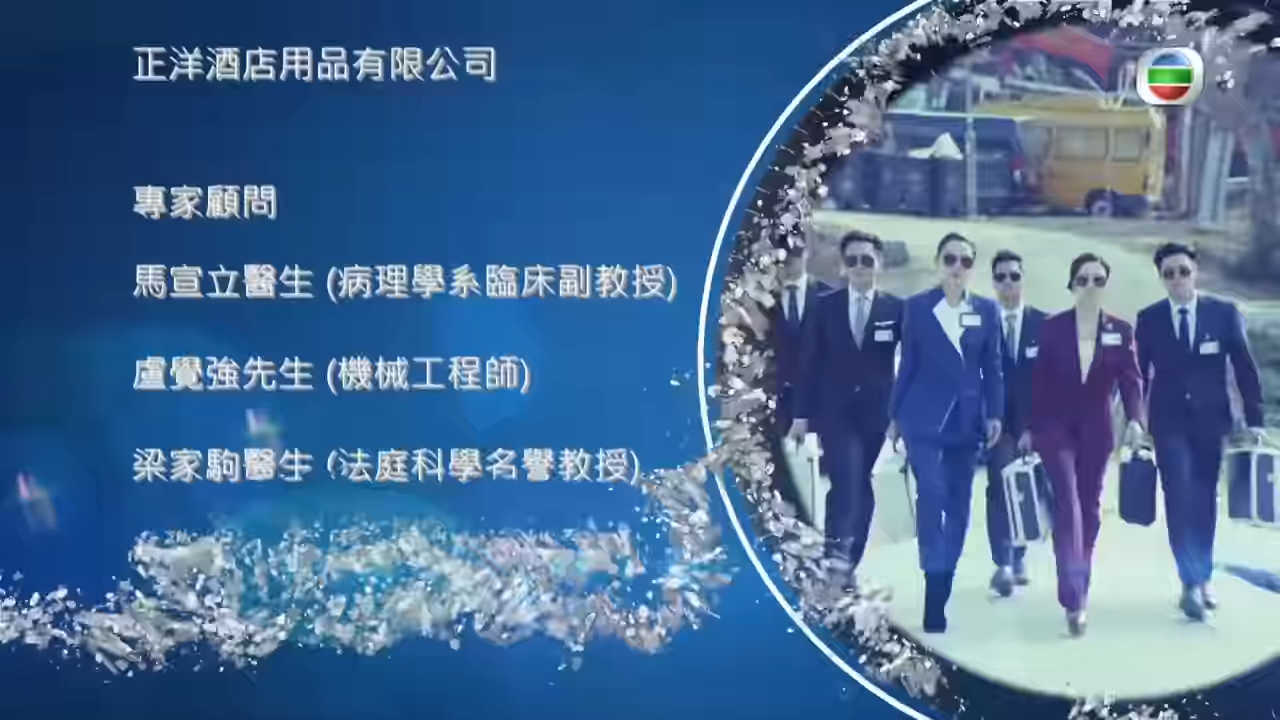 正洋酒店用品有限公司
專家顧問
馬宣立醫生 (病理學系臨床副教授)
盧覺強先生 (機械工程師)
梁家駒醫生 (法庭科學名譽教授)